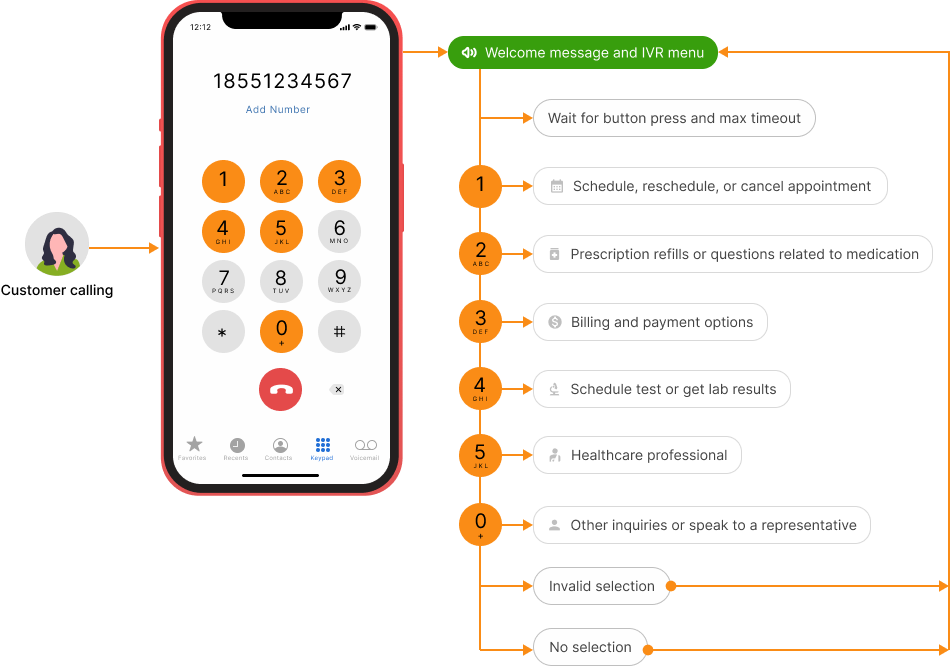 12:12
18551234567
Add Number
1
2
ABC
3
DEF
4
GHI
5
JKL
6
MNO
7
PQRS
8
TUV
9
WXYZ
*
0
+
#
Favorites
Recents
Contacts
Keypad
Voicemail
Customer calling
Welcome message and IVR menu
Wait for button press and max timeout
1
Schedule, reschedule, or cancel appointment
2
ABC
Prescription refills or questions related to medication
3
DEF
Billing and payment options
4
GHI
Schedule test or get lab results
5
JKL
Healthcare professional
0
+
Other inquiries or speak to a representative
Invalid selection
No selection